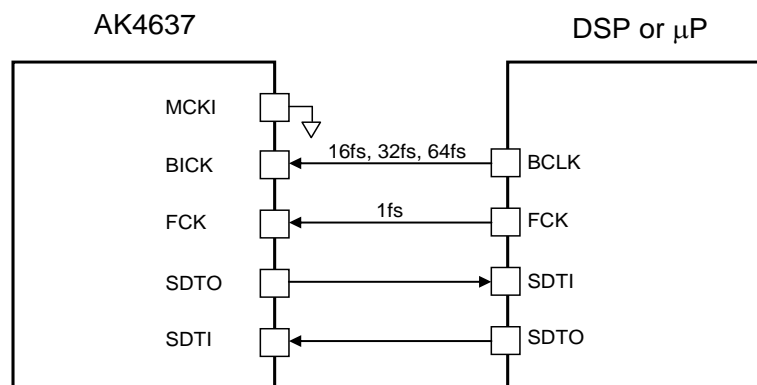 AK4637
DSP or μP
MCKI
16fs, 32fs, 64fs
BICK
BCLK
1fs
FCK
FCK
SDTO
SDTI
SDTI
SDTO